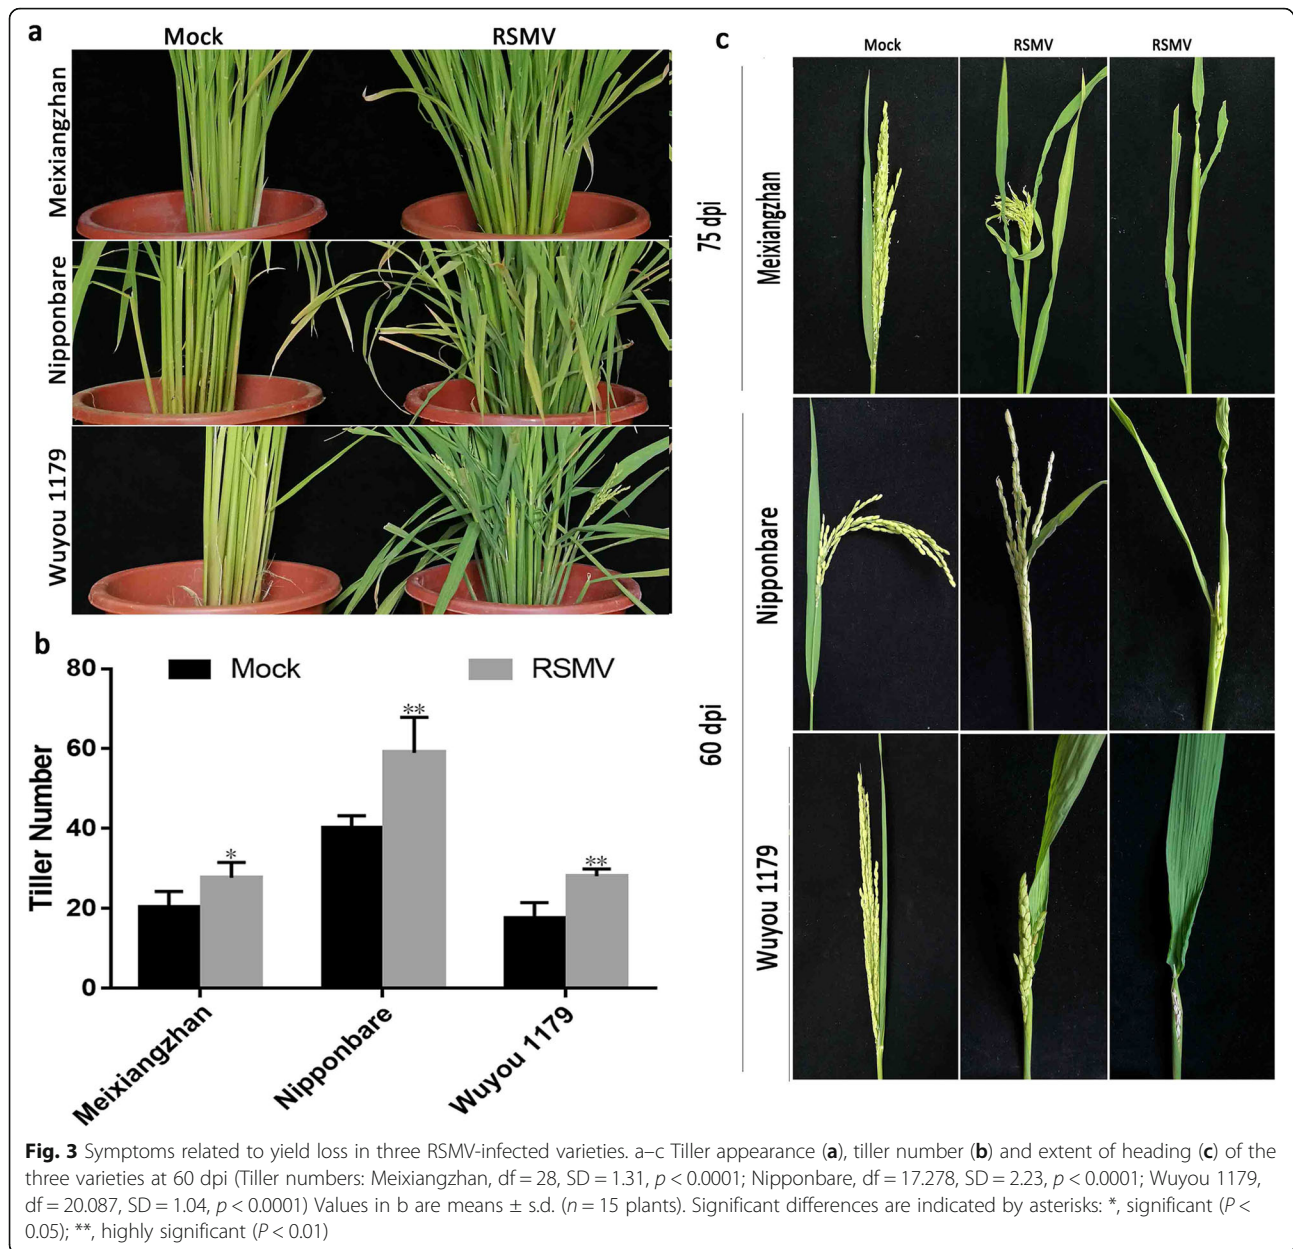 a
Mock RSMV
Meixiangzhan
Nipponbare
Wuyou 1179
b
Mock RSMV
Tiller Number
80
60
40
20
0
*
**
**
Meixiangzhan
Nipponbare
Wuyou 1179
c
Mock RSMV RSMV
75 dpi
Meixiangzhan
60 dpi
Nipponbare
Wuyou 1179
Fig. 3 Symptoms related to yield loss in three RSMV-infected varieties. a–c Tiller appearance (a), tiller number (b) and extent of heading (c) of the
three varieties at 60 dpi (Tiller numbers: Meixiangzhan, df = 28, SD = 1.31, p < 0.0001; Nipponbare, df = 17.278, SD = 2.23, p < 0.0001; Wuyou 1179,
df = 20.087, SD = 1.04, p < 0.0001) Values in b are means ± s.d. (n = 15 plants). Significant differences are indicated by asterisks: *, significant (P <
0.05); **, highly significant (P < 0.01)